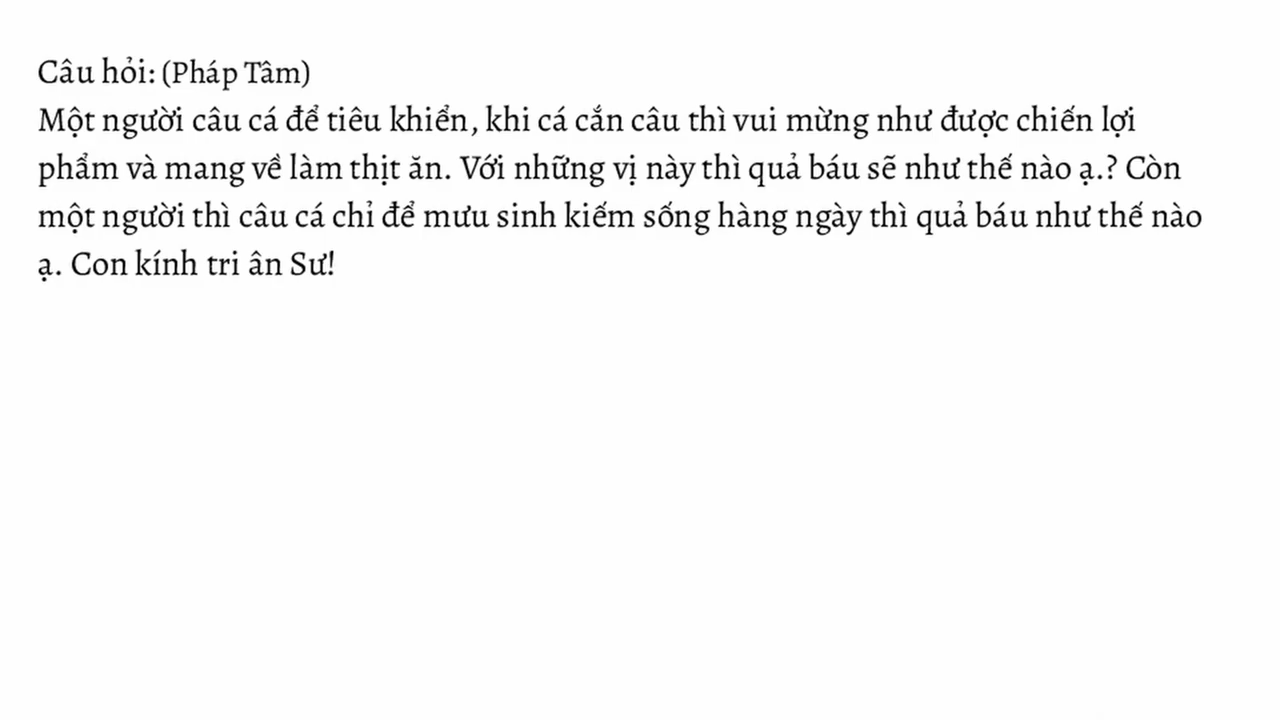 Câu hỏi: (Pháp Tâm)
Một người câu cá để tiêu khiển, khi cá cắn câu thì vui mừng như được chiến lợi
phẩm và mang về làm thịt ăn. Với những vị này thì quả báu sẽ như thế nào ạ.? Còn
một người thì câu cá chỉ để mưu sinh kiếm sống hàng ngày thì quả báu như thế nào
ạ. Con kính tri ân Sư!